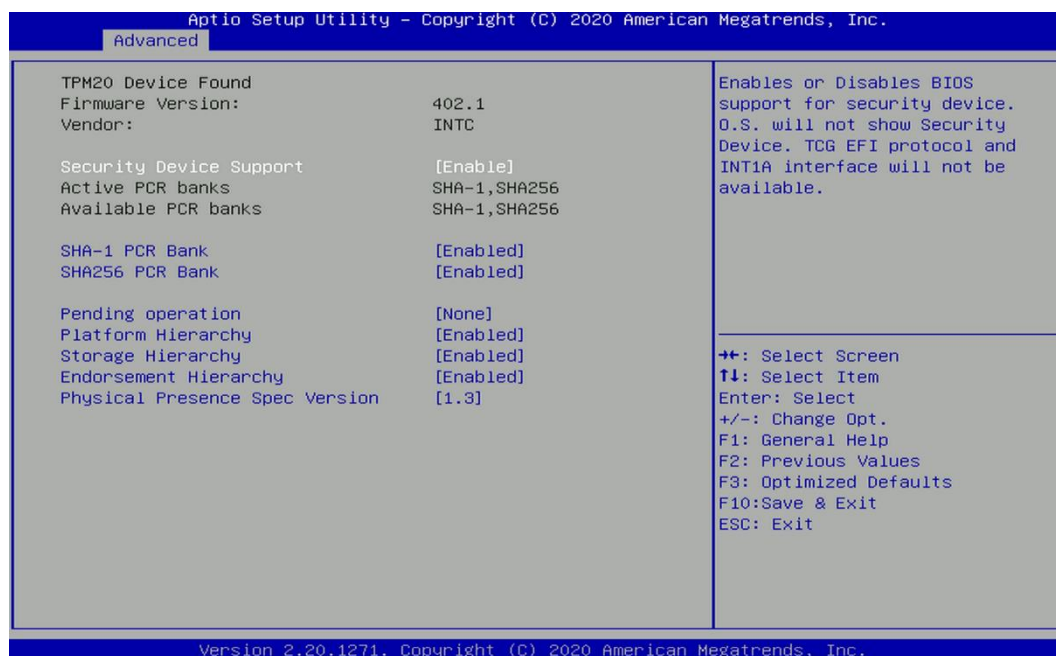 Aptio Setup Utility – Copyright (C) 2020 American Megatrends, Inc.
Advanced
TPM20 Device Found
Firmware Version: 402.1
Vendor: INTC
Security Device Support [Enable]
Active PCR banks SHA-1,SHA256
Available PCR banks SHA-1,SHA256
SHA-1 PCR Bank [Enabled]
SHA256 PCR Bank [Enabled]
Pending operation [None]
Platform Hierarchy [Enabled]
Storage Hierarchy [Enabled]
Endorsement Hierarchy [Enabled]
Physical Presence Spec Version [1.3]
Enables or Disables BIOS
support for security device.
O.S. will not show Security
Device. TCG EFI protocol and
INT1A interface will not be
available.
→←: Select Screen
↑↓: Select Item
Enter: Select
+/-: Change Opt.
F1: General Help
F2: Previous Values
F3: Optimized Defaults
F10:Save & Exit
ESC: Exit
Version 2.20.1271. Copyright (C) 2020 American Megatrends, Inc.